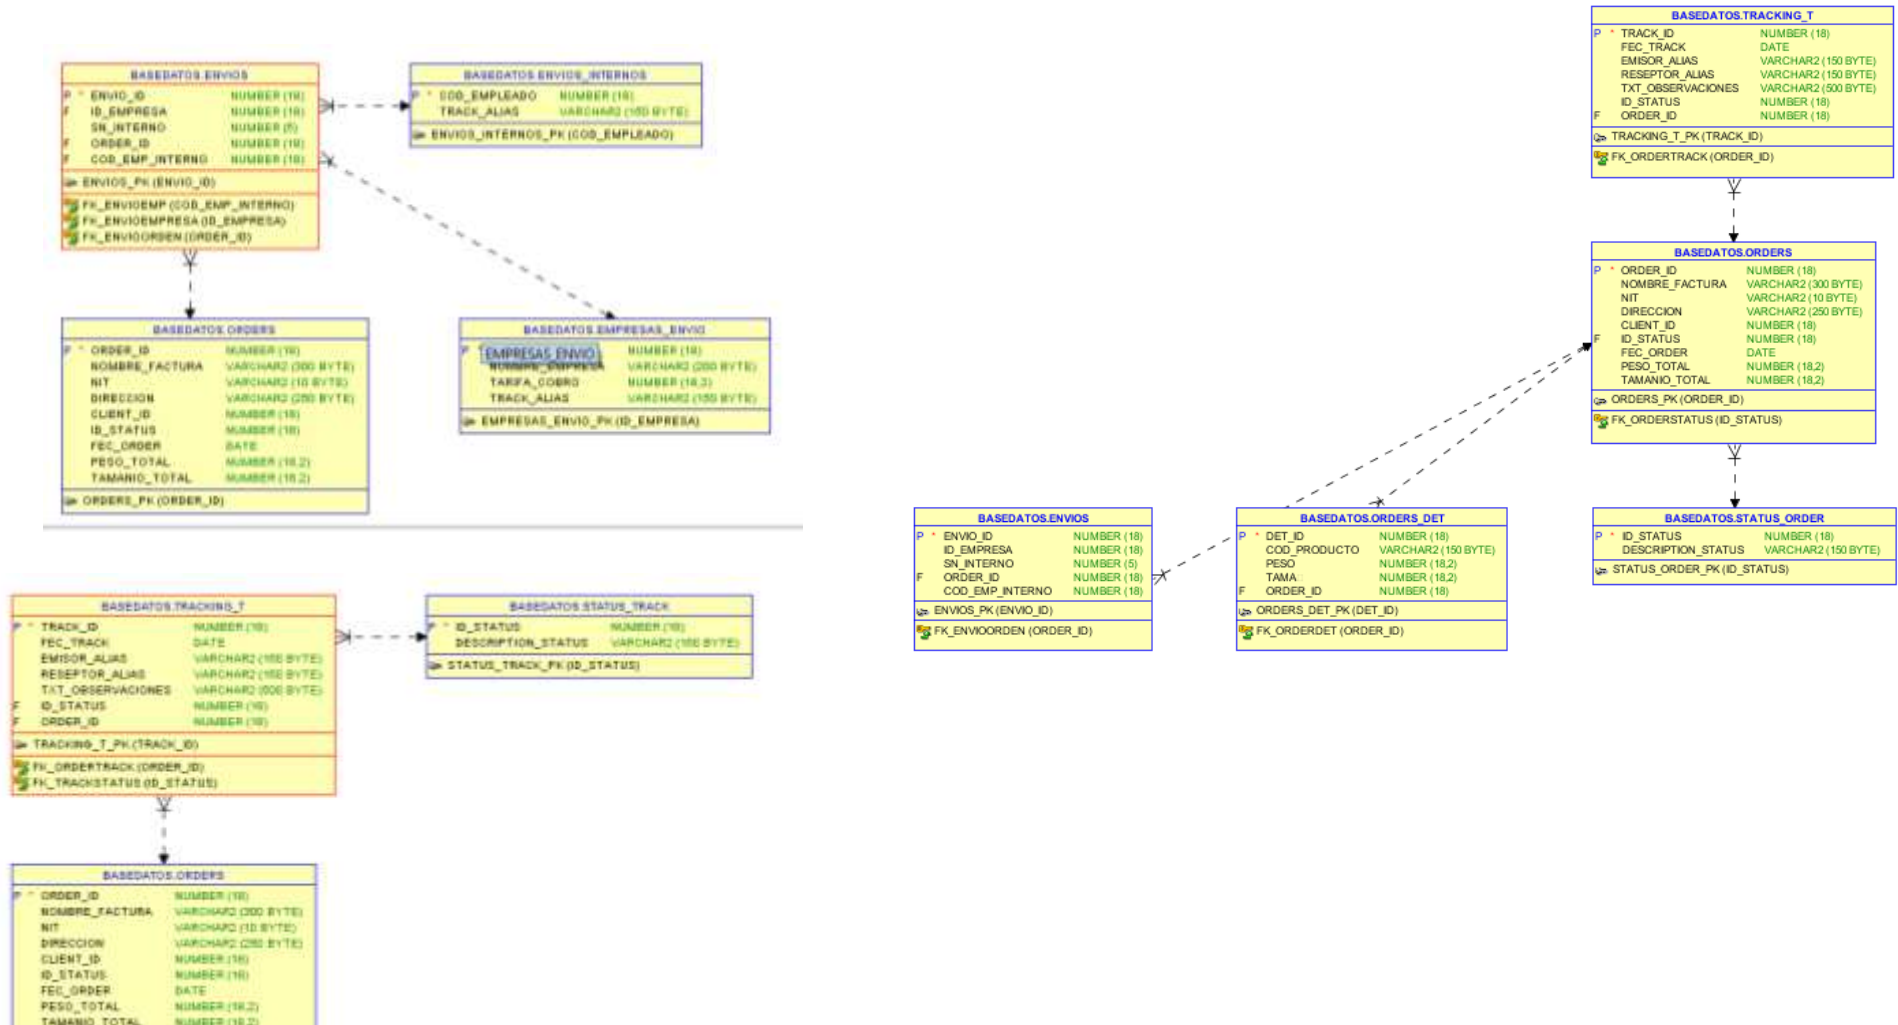 BASEDATOS.ENVIOS
P * ENVIO_ID NUMBER (18)
F ID_EMPRESA NUMBER (18)
SN_INTERNO NUMBER (5)
F ORDER_ID NUMBER (18)
F COD_EMP_INTERNO NUMBER (18)
ENVIOS_PK (ENVIO_ID)
FK_ENVIOEMP (COD_EMP_INTERNO)
FK_ENVIOEMPRESA (ID_EMPRESA)
FK_ENVIOORDEN (ORDER_ID)
BASEDATOS.ENVIOS_INTERNOS
P * COD_EMPLEADO NUMBER (18)
TRACK_ALIAS VARCHAR2 (150 BYTE)
ENVIOS_INTERNOS_PK (COD_EMPLEADO)
BASEDATOS.ORDERS
P * ORDER_ID NUMBER (18)
NOMBRE_FACTURA VARCHAR2 (300 BYTE)
NIT VARCHAR2 (10 BYTE)
DIRECCION VARCHAR2 (250 BYTE)
CLIENT_ID NUMBER (18)
ID_STATUS NUMBER (18)
FEC_ORDER DATE
PESO_TOTAL NUMBER (18,2)
TAMANIO_TOTAL NUMBER (18,2)
ORDERS_PK (ORDER_ID)
BASEDATOS.EMPRESAS_ENVIO
P EMPRESAS_ENVIO NUMBER (18)
NOMBRE_EMPRESA VARCHAR2 (200 BYTE)
TARIFA_COBRO NUMBER (18,3)
TRACK_ALIAS VARCHAR2 (150 BYTE)
EMPRESAS_ENVIO_PK (ID_EMPRESA)
BASEDATOS.TRACKING_T
P * TRACK_ID NUMBER (18)
FEC_TRACK DATE
EMISOR_ALIAS VARCHAR2 (150 BYTE)
RESEPTOR_ALIAS VARCHAR2 (150 BYTE)
TXT_OBSERVACIONES VARCHAR2 (500 BYTE)
F ID_STATUS NUMBER (18)
F ORDER_ID NUMBER (18)
TRACKING_T_PK (TRACK_ID)
FK_ORDERTRACK (ORDER_ID)
FK_TRACKSTATUS (ID_STATUS)
BASEDATOS.STATUS_TRACK
P * ID_STATUS NUMBER (18)
DESCRIPTION_STATUS VARCHAR2 (150 BYTE)
STATUS_TRACK_PK (ID_STATUS)
BASEDATOS.ORDERS
P * ORDER_ID NUMBER (18)
NOMBRE_FACTURA VARCHAR2 (300 BYTE)
NIT VARCHAR2 (10 BYTE)
DIRECCION VARCHAR2 (250 BYTE)
CLIENT_ID NUMBER (18)
ID_STATUS NUMBER (18)
FEC_ORDER DATE
PESO_TOTAL NUMBER (18,2)
TAMANIO_TOTAL NUMBER (18,2)
BASEDATOS.TRACKING_T
P * TRACK_ID NUMBER (18)
FEC_TRACK DATE
EMISOR_ALIAS VARCHAR2 (150 BYTE)
RESEPTOR_ALIAS VARCHAR2 (150 BYTE)
TXT_OBSERVACIONES VARCHAR2 (500 BYTE)
ID_STATUS NUMBER (18)
F ORDER_ID NUMBER (18)
TRACKING_T_PK (TRACK_ID)
FK_ORDERTRACK (ORDER_ID)
BASEDATOS.ORDERS
P * ORDER_ID NUMBER (18)
NOMBRE_FACTURA VARCHAR2 (300 BYTE)
NIT VARCHAR2 (10 BYTE)
DIRECCION VARCHAR2 (250 BYTE)
CLIENT_ID NUMBER (18)
F ID_STATUS NUMBER (18)
FEC_ORDER DATE
PESO_TOTAL NUMBER (18,2)
TAMANIO_TOTAL NUMBER (18,2)
ORDERS_PK (ORDER_ID)
FK_ORDERSTATUS (ID_STATUS)
BASEDATOS.ENVIOS
P * ENVIO_ID NUMBER (18)
ID_EMPRESA NUMBER (18)
SN_INTERNO NUMBER (5)
F ORDER_ID NUMBER (18)
COD_EMP_INTERNO NUMBER (18)
ENVIOS_PK (ENVIO_ID)
FK_ENVIOORDEN (ORDER_ID)
BASEDATOS.ORDERS_DET
P * DET_ID NUMBER (18)
COD_PRODUCTO VARCHAR2 (150 BYTE)
PESO NUMBER (18,2)
TAMA NUMBER (18,2)
F ORDER_ID NUMBER (18)
ORDERS_DET_PK (DET_ID)
FK_ORDERDET (ORDER_ID)
BASEDATOS.STATUS_ORDER
P * ID_STATUS NUMBER (18)
DESCRIPTION_STATUS VARCHAR2 (150 BYTE)
STATUS_ORDER_PK (ID_STATUS)